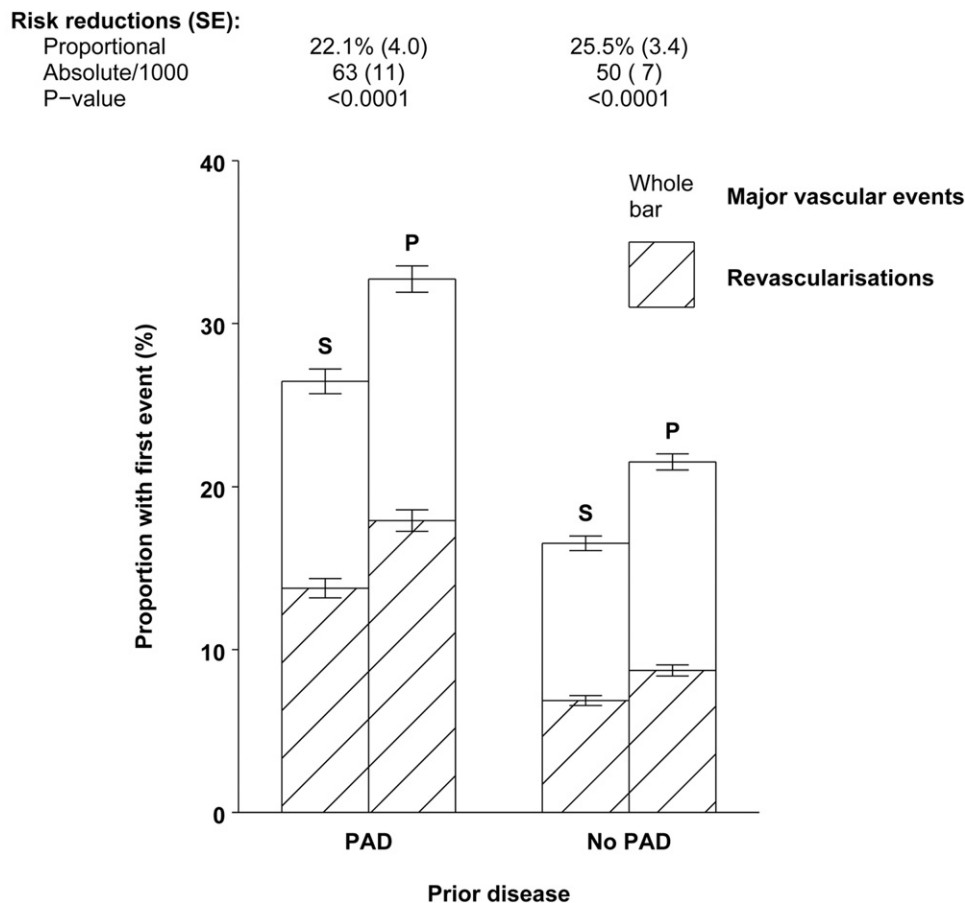 Risk reductions (SE):
Proportional 22.1% (4.0) 25.5% (3.4)
Absolute/1000 63 (11) 50 ( 7)
P−value <0.0001 <0.0001
40
30
20
10
0
Proportion with first event (%)
S
P
S
P
Whole
bar
Major vascular events
Revascularisations
PAD No PAD
Prior disease